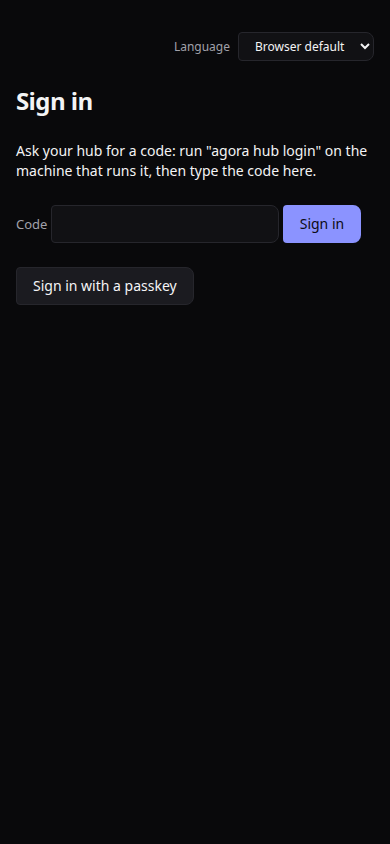 Language Browser default
Sign in
Ask your hub for a code: run "agora hub login" on the
machine that runs it, then type the code here.
Code Sign in
Sign in with a passkey